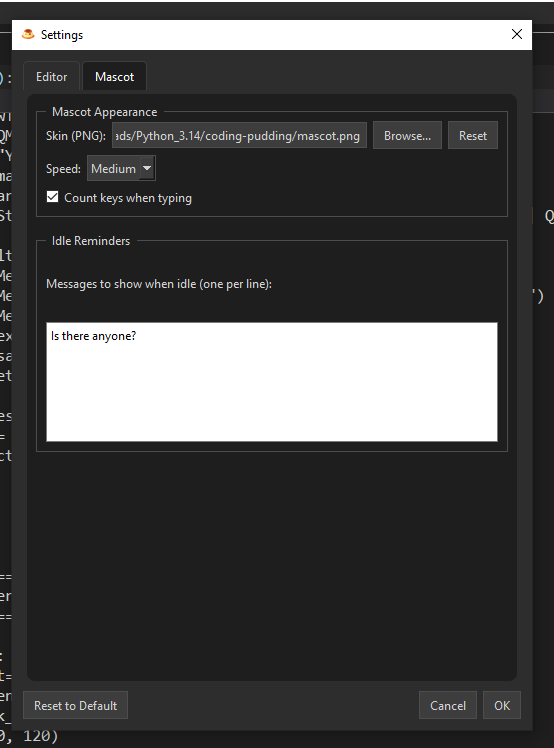 Settings
Editor
Mascot
Mascot Appearance
Skin (PNG):
ads/Python_3.14/coding-pudding/mascot.png
Browse...
Reset
Speed:
Medium
Count keys when typing
Idle Reminders
Messages to show when idle (one per line):
Is there anyone?
Reset to Default
Cancel
OK
0, 120)